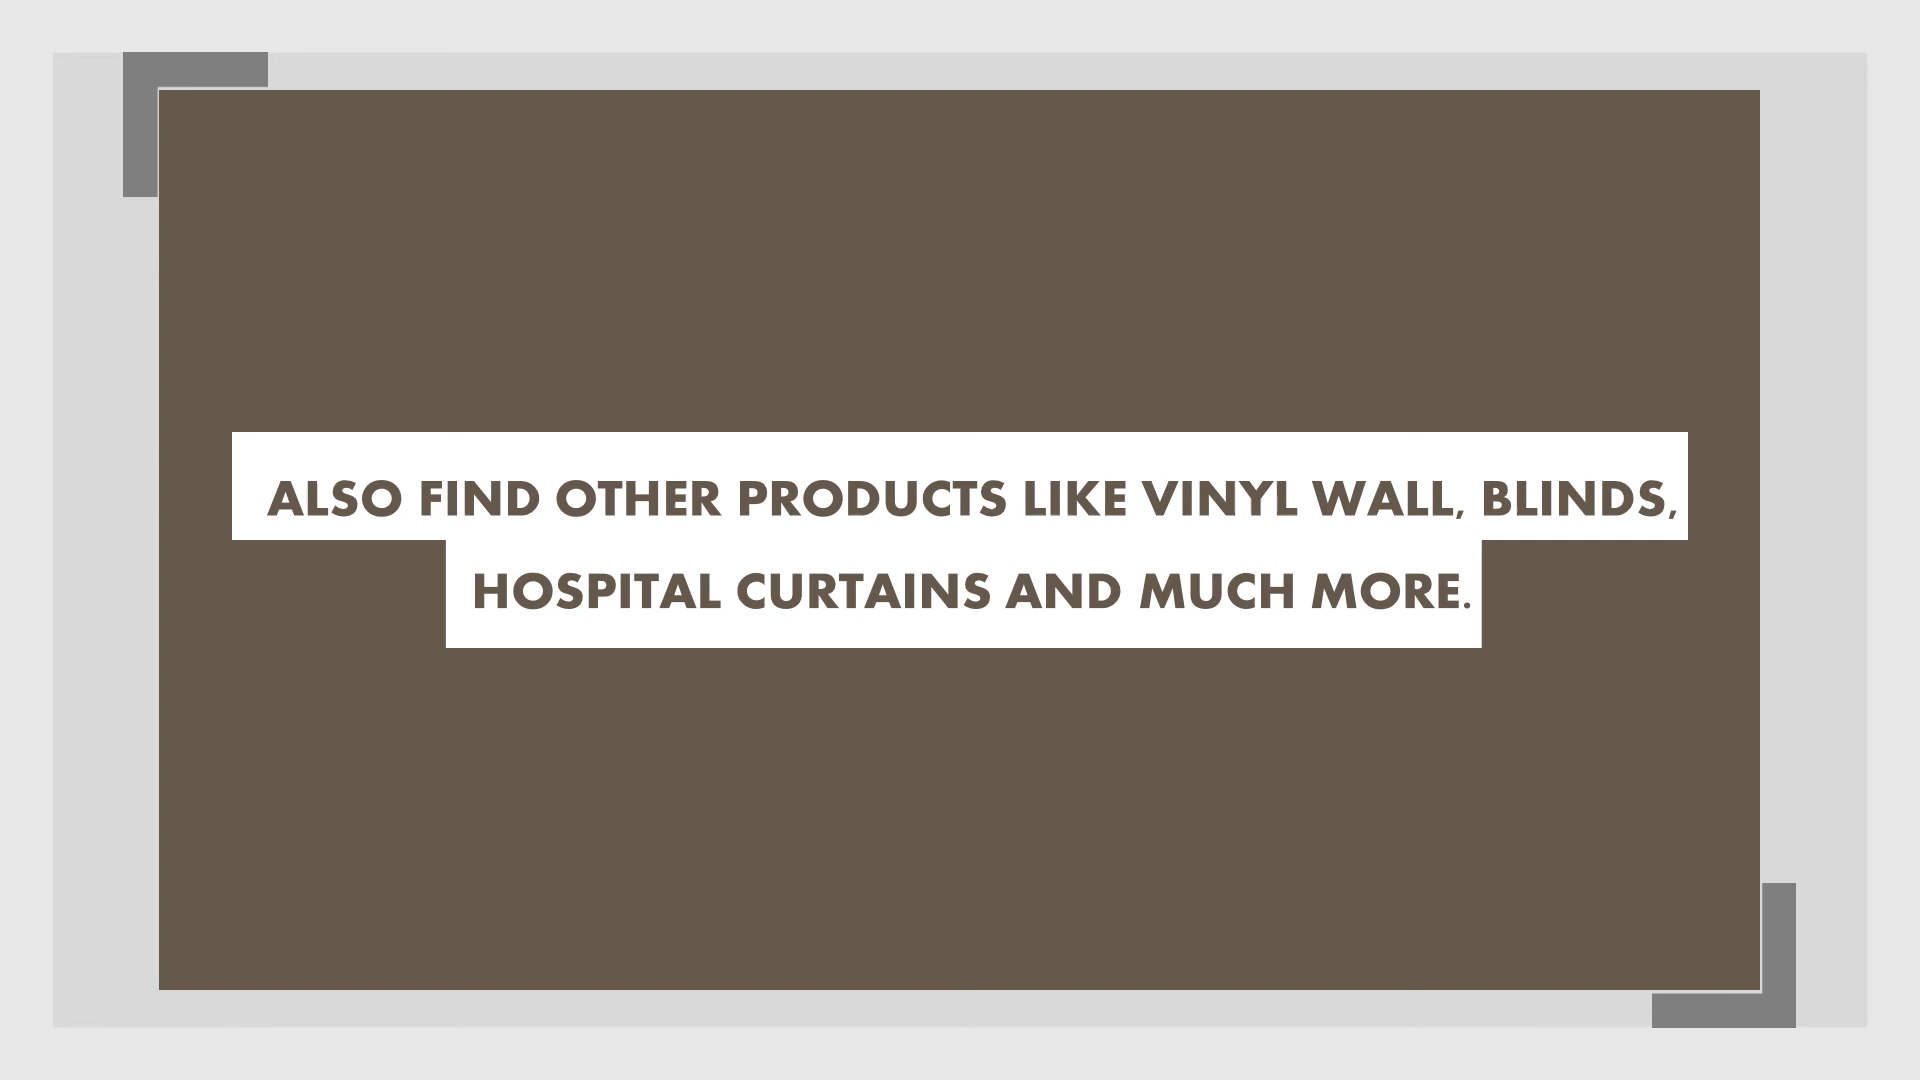 ALSO FIND OTHER PRODUCTS LIKE VINYL WALL, BLINDS,
HOSPITAL CURTAINS AND MUCH MORE.